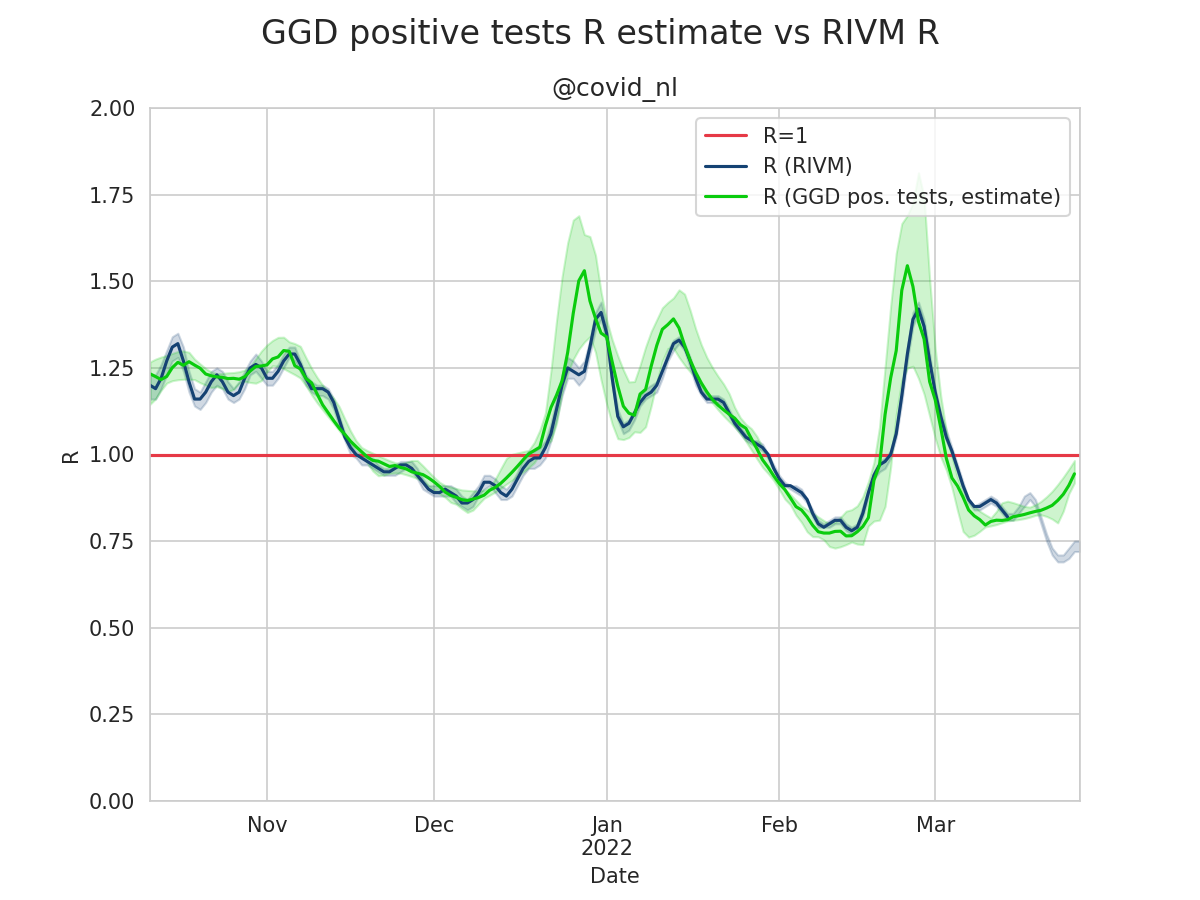 GGD positive tests R estimate vs RIVM R
@covid_nl
R=1
R (RIVM)
R (GGD pos. tests, estimate)
2.00
1.75
1.50
1.25
1.00
0.75
0.50
0.25
0.00
R
Nov
Dec
Jan
2022
Feb
Mar
Date